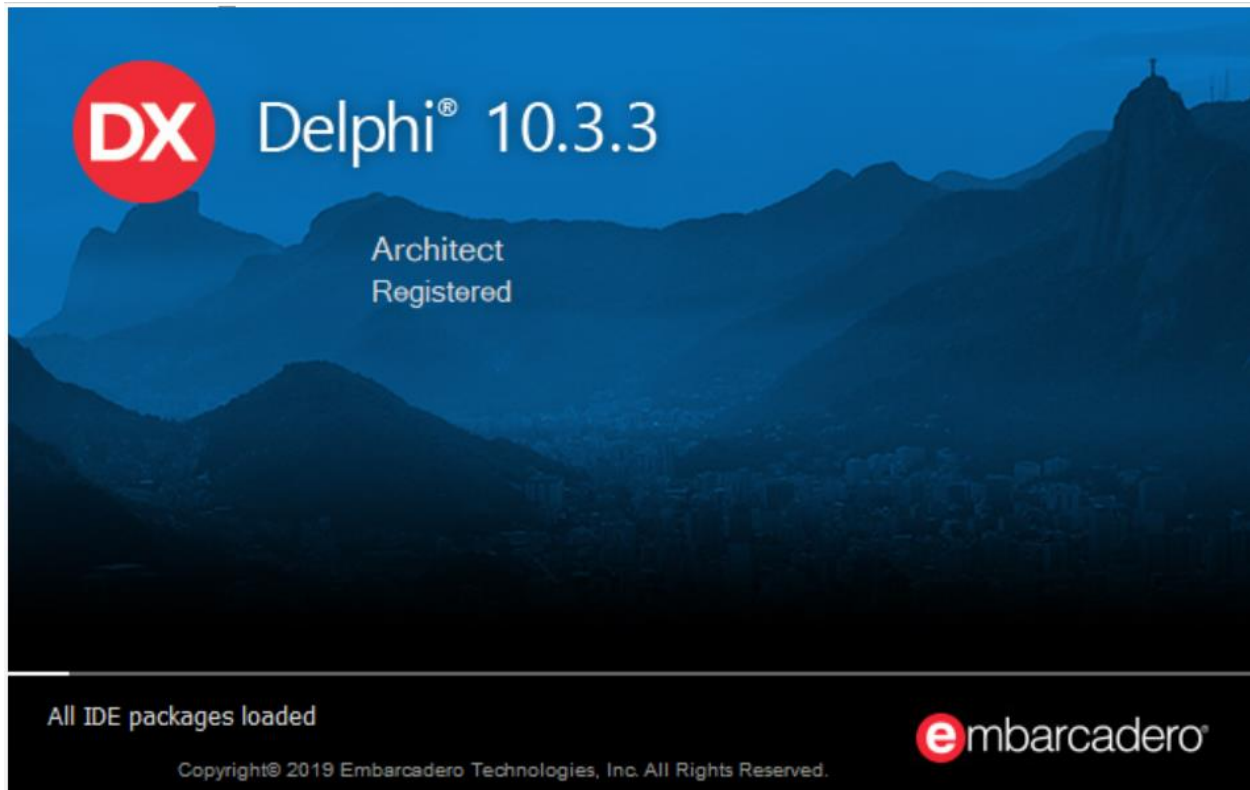 DX
Delphi® 10.3.3
Architect
Registered
All IDE packages loaded
embarcadero®
Copyright© 2019 Embarcadero Technologies, Inc. All Rights Reserved.